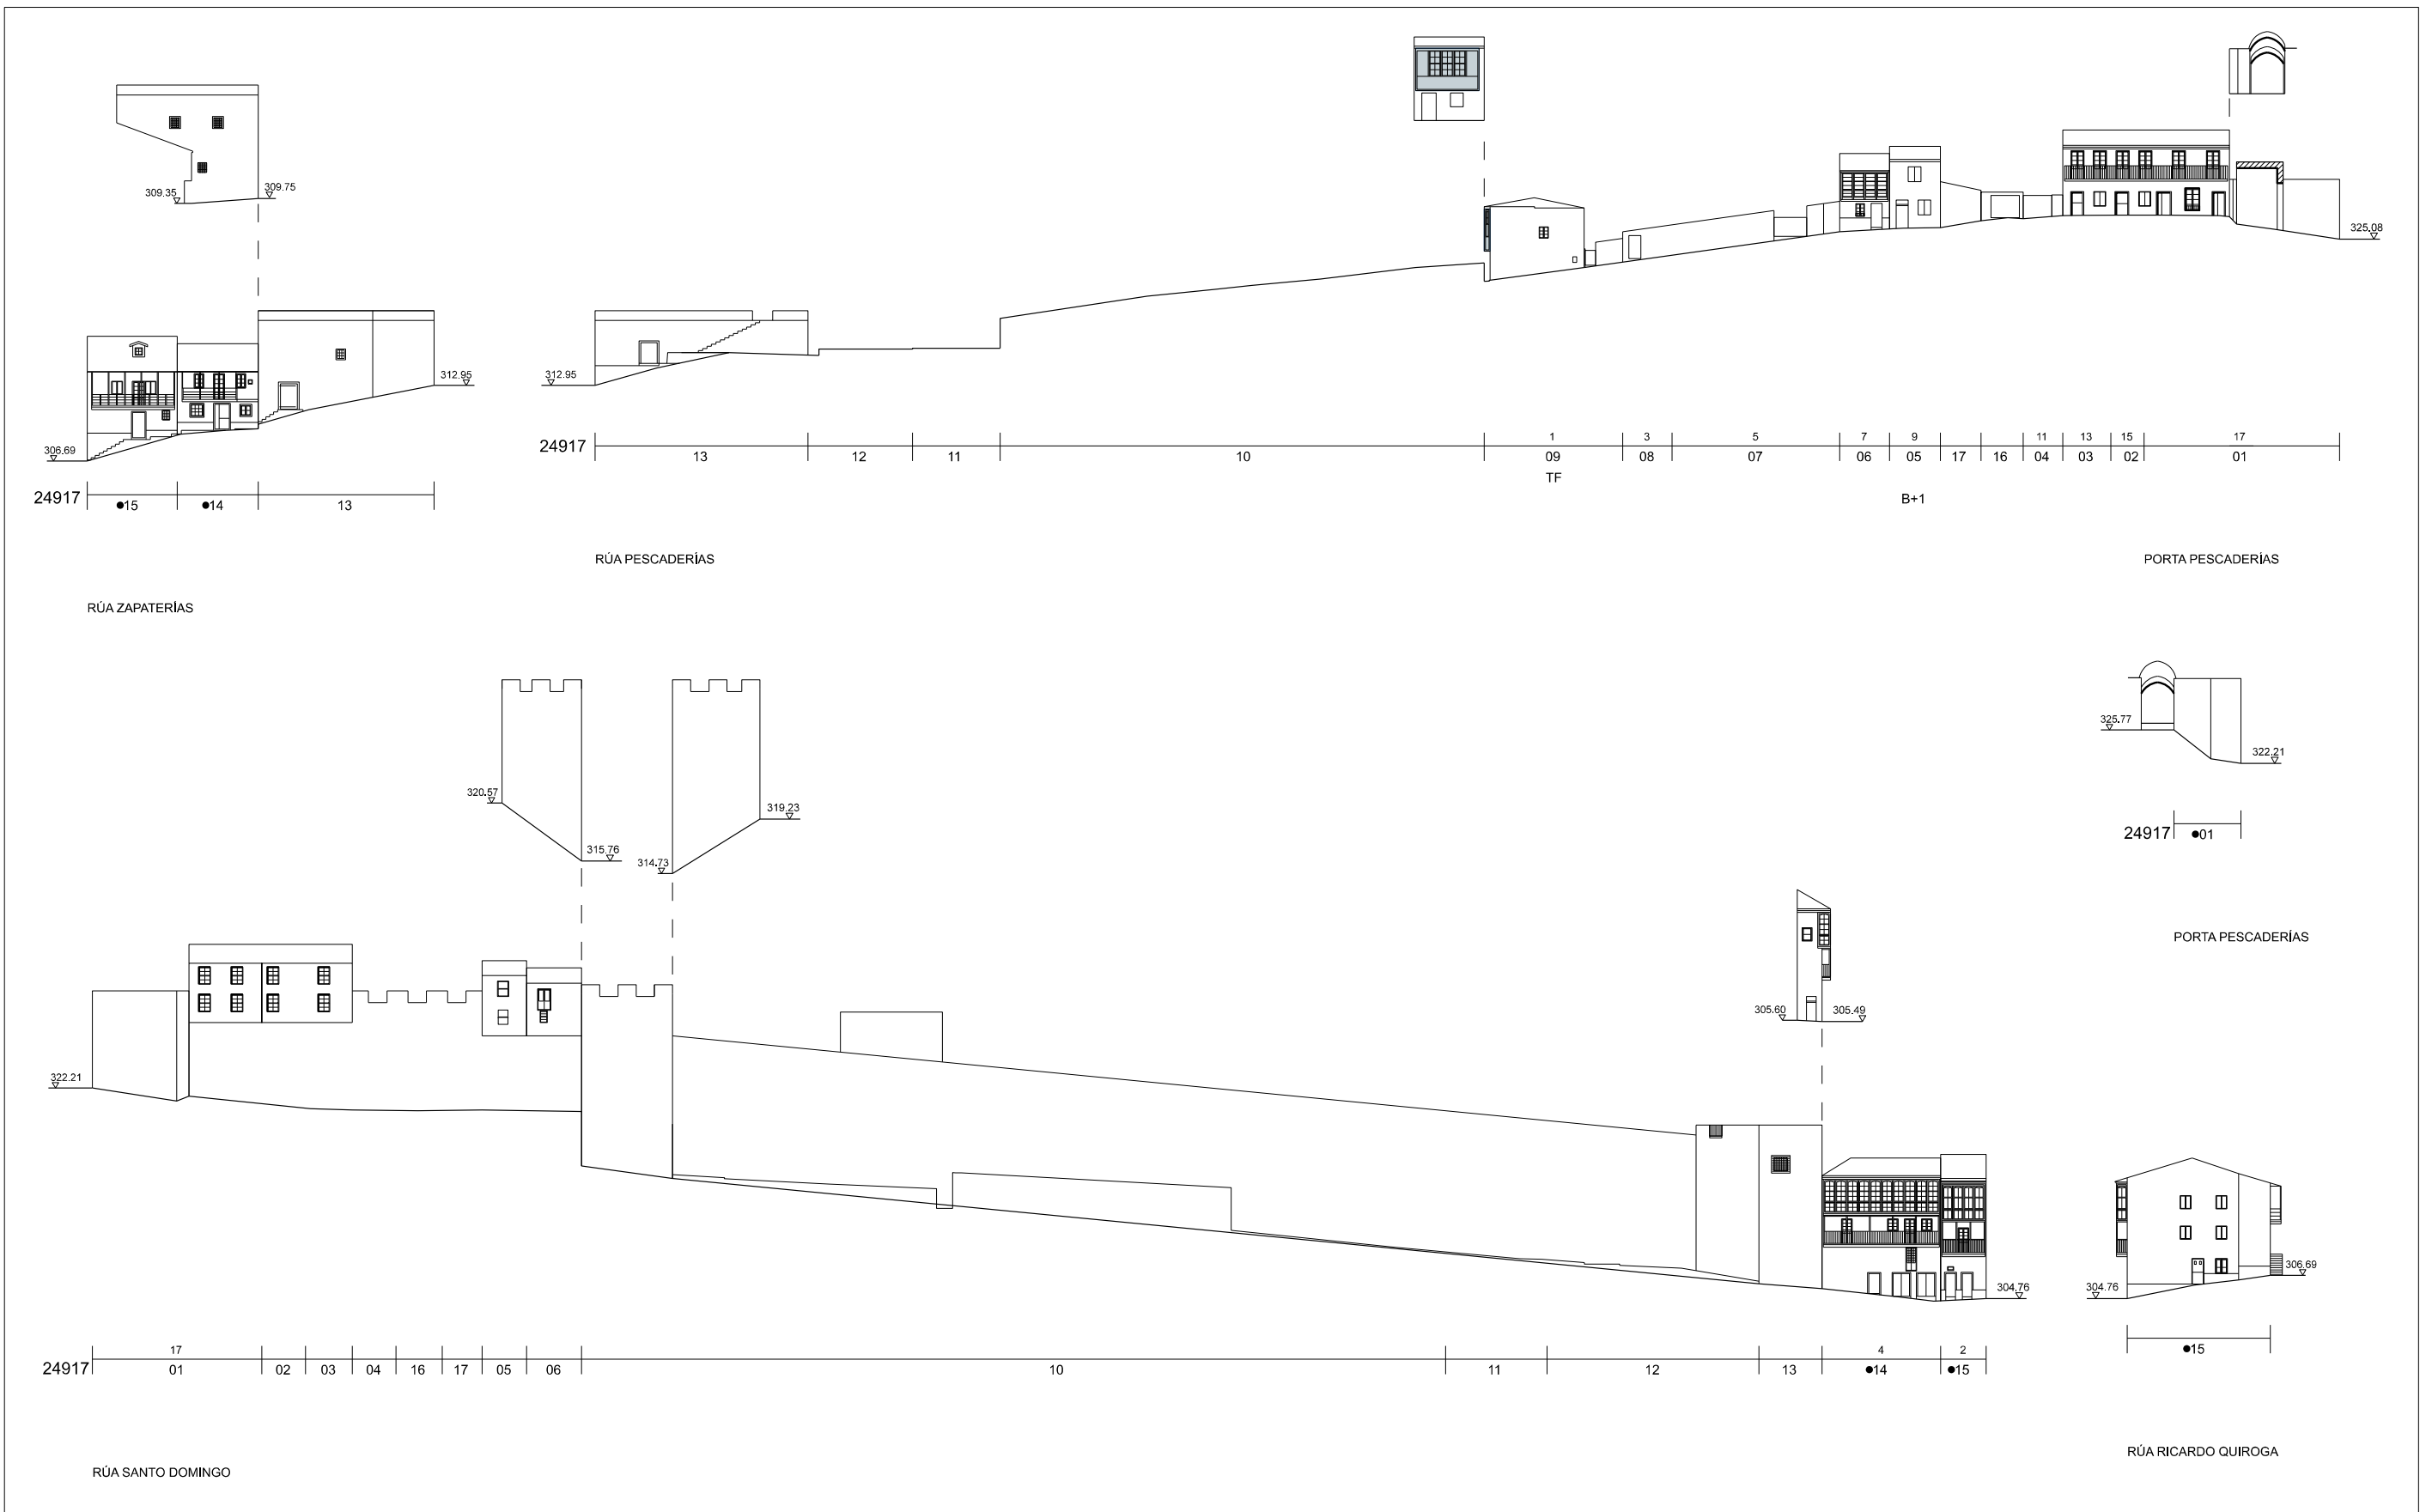 309.35
309.75
325.08
306.69
312.95
312.95
24917
1 3 5 7 9 11 13 15 17
13 12 11 10 09 08 07 06 05 17 16 04 03 02 01
TF
B+1
24917
●15 ●14 13
RÚA PESCADERÍAS
PORTA PESCADERÍAS
RÚA ZAPATERÍAS
320.57
315.76
314.73
319.23
325.77
322.21
24917 ●01
PORTA PESCADERÍAS
305.60
305.49
322.21
304.76
304.76
306.69
●15
17 4 2
24917 01 02 03 04 16 17 05 06 10 11 12 13 ●14 ●15
RÚA SANTO DOMINGO
RÚA RICARDO QUIROGA